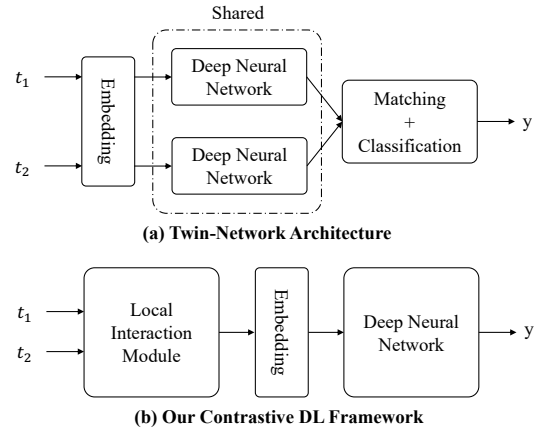 Shared
t₁
t₂
Embedding
Deep Neural
Network
Deep Neural
Network
Matching
+
Classification
y
(a) Twin-Network Architecture
t₁
t₂
Local
Interaction
Module
Embedding
Deep Neural
Network
y
(b) Our Contrastive DL Framework